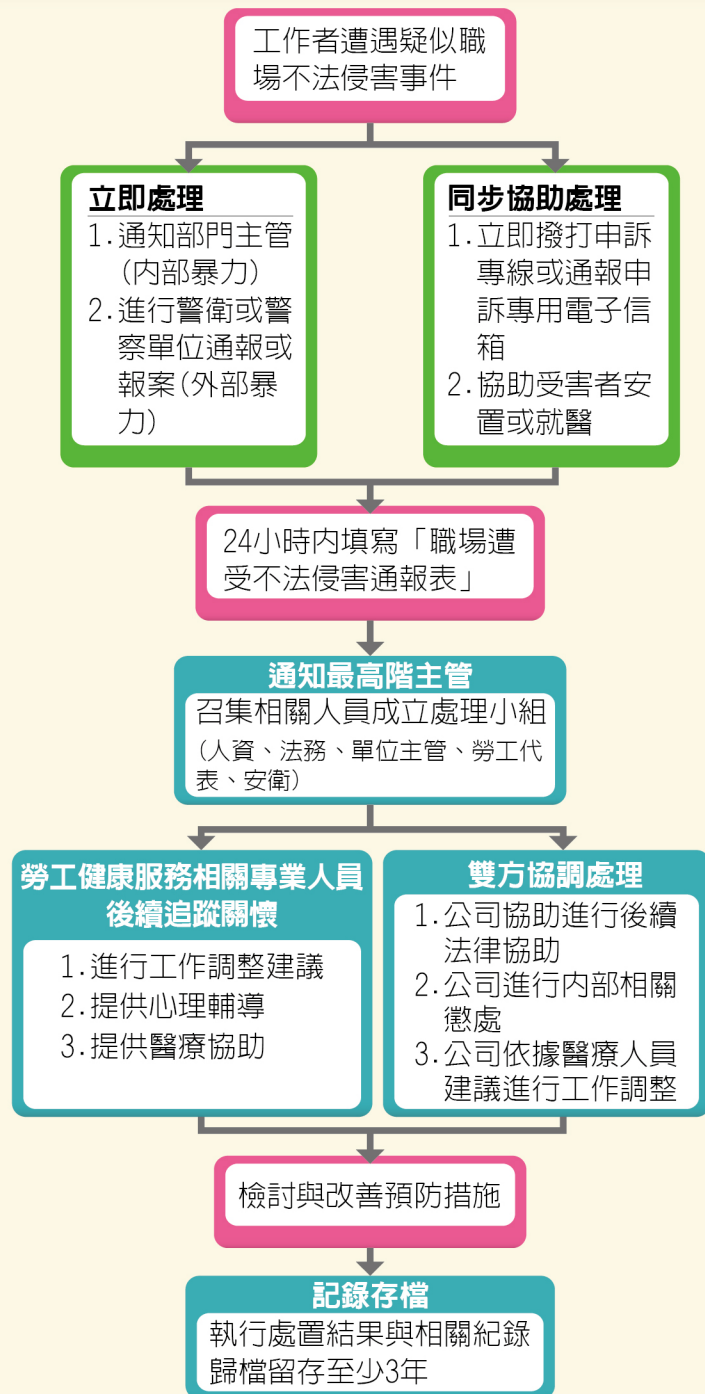 工作者遭遇疑似職
場不法侵害事件
立即處理
1.通知部門主管
(內部暴力)
2.進行警衛或警
察單位通報或
報案(外部暴
力)
同步協助處理
1.立即撥打申訴
專線或通報申
訴專用電子信
箱
2.協助受害者安
置或就醫
24小時內填寫「職場遭
受不法侵害通報表」
通知最高階主管
召集相關人員成立處理小組
(人資、法務、單位主管、勞工代
表、安衛)
勞工健康服務相關專業人員
後續追蹤關懷
1.進行工作調整建議
2.提供心理輔導
3.提供醫療協助
雙方協調處理
1.公司協助進行後續
法律協助
2.公司進行內部相關
懲處
3.公司依據醫療人員
建議進行工作調整
檢討與改善預防措施
記錄存檔
執行處置結果與相關紀錄
歸檔留存至少3年